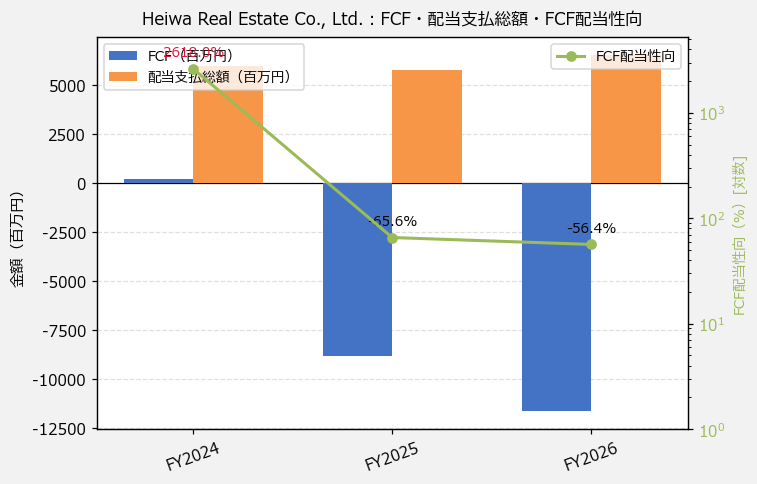 Heiwa Real Estate Co., Ltd. : FCF・配当支払総額・FCF配当性向
2618.0%
FCF（百万円）
配当支払総額（百万円）
FCF配当性向
5000
2500
0
-2500
-5000
-7500
-10000
-12500
金額（百万円）
-65.6%
-56.4%
10³
10²
10¹
10⁰
FCF配当性向（%）[対数]
FY2024
FY2025
FY2026